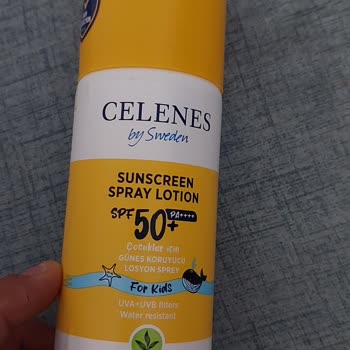 CELENES
by Sweden
SUNSCREEN
SPRAY LOTION
SPF 50+ PA++++
Çocuklar için
GÜNEŞ KORUYUCU
LOSYON SPREY
For Kids
UVA+UVB filters
Water resistant